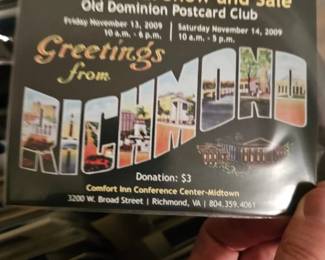 Show and Sale
Old Dominion Postcard Club
Friday November 13, 2009 | Saturday November 14, 2009
10 a.m. - 6 p.m. | 10 a.m. - 5 p.m.
Greetings
from
RICHMOND
Donation: $3
Comfort Inn Conference Center-Midtown
3200 W. Broad Street | Richmond, VA | 804.359.4061